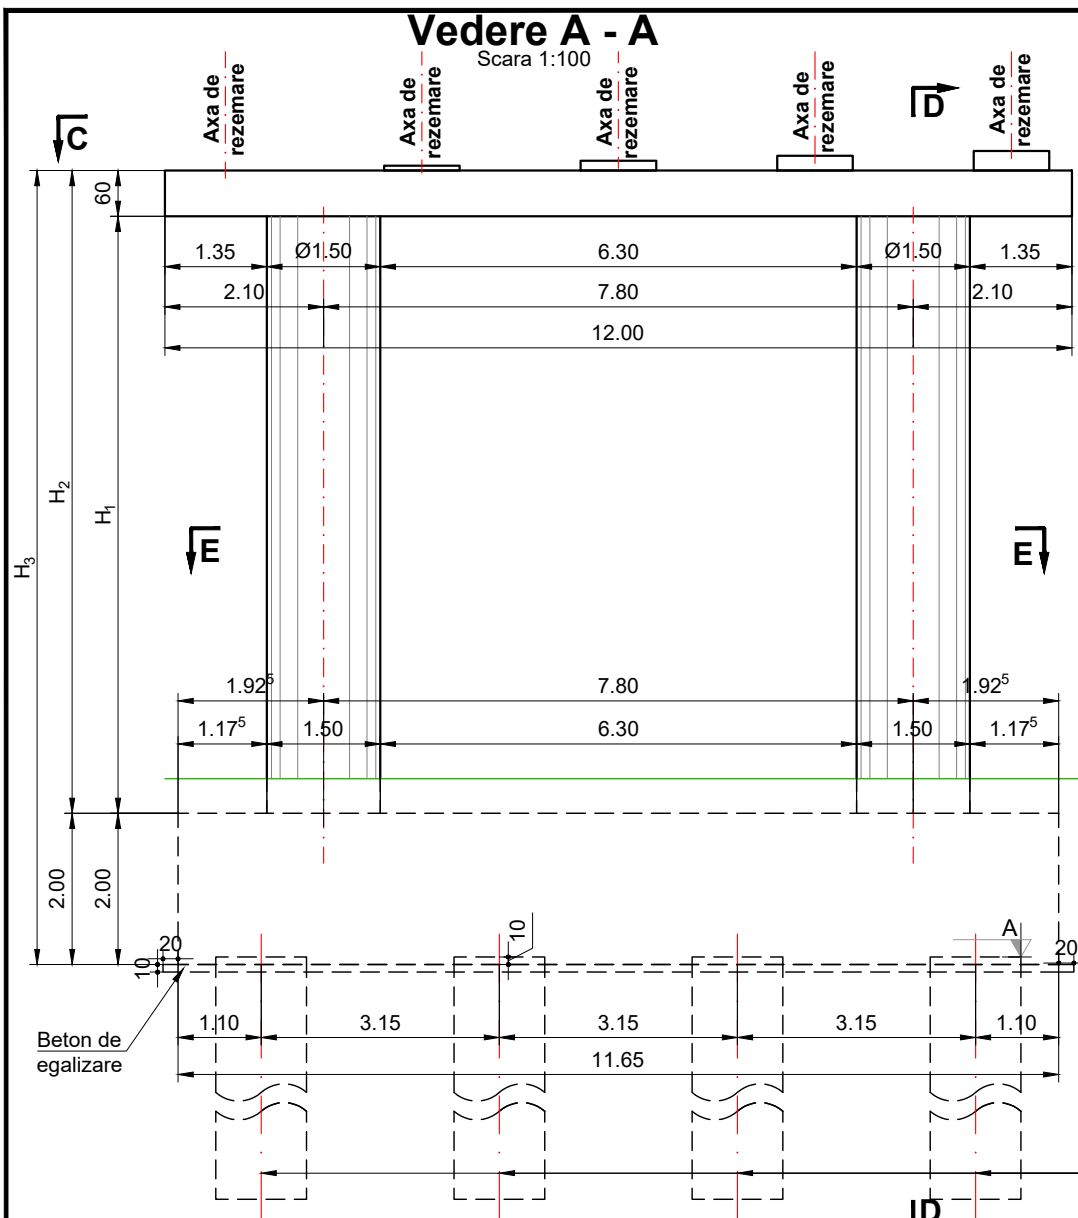 Vedere A - A
Scara 1:100
Axa de
rezemare
Axa de
rezemare
Axa de
rezemare
Axa de
rezemare
Axa de
rezemare
C
D
60
1.35 Ø1.50 6.30 Ø1.50 1.35
2.10 7.80 2.10
12.00
H₃
H₂
H₁
E
E
1.92⁵ 7.80 1.92⁵
1.17⁵ 1.50 6.30 1.50 1.17⁵
2.00
2.00
20
10
10
A
20
1.10 3.15 3.15 3.15 1.10
11.65
Beton de
egalizare
D